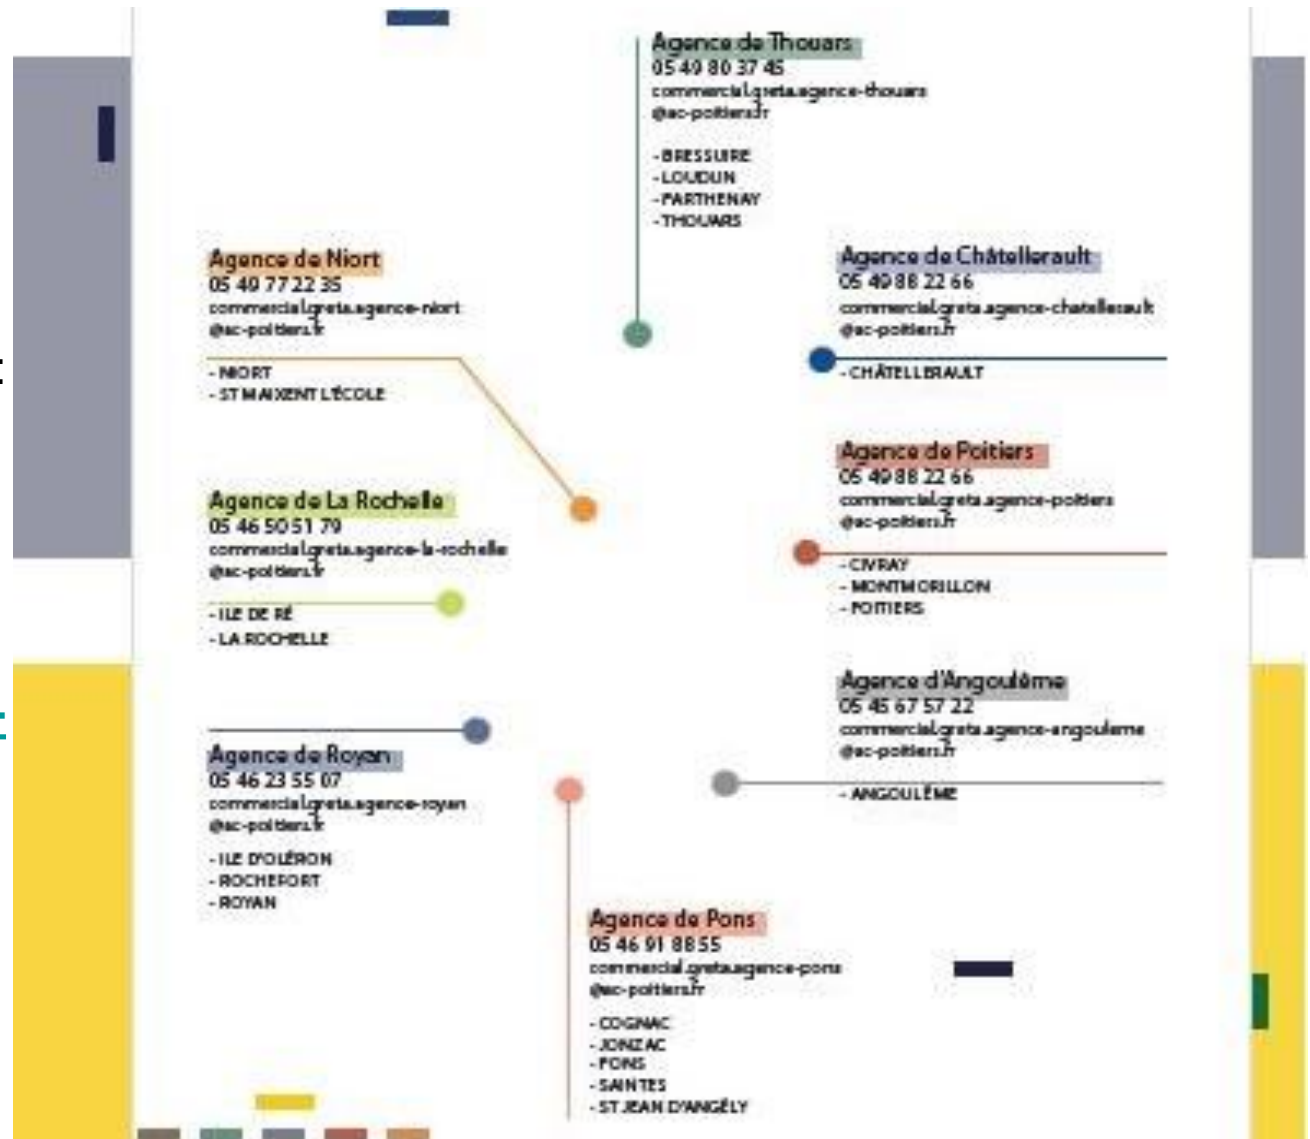 Agence de Thouars
05 49 80 37 45
commercial.greta.agence-thouars
@ac-poitiers.fr
- BRESSUIRE
- LOUDUN
- PARTHENAY
- THOUARS
Agence de Niort
05 49 77 22 35
commercial.greta.agence-niort
@ac-poitiers.fr
- NIORT
- ST MAIXENT L'ÉCOLE
Agence de Châtellerault
05 49 88 22 66
commercial.greta.agence-chatellerault
@ac-poitiers.fr
- CHÂTELLERAULT
Agence de Poitiers
05 49 88 22 66
commercial.greta.agence-poitiers
@ac-poitiers.fr
- CIVRAY
- MONTMORILLON
- POITIERS
Agence de La Rochelle
05 46 50 51 79
commercial.greta.agence-la-rochelle
@ac-poitiers.fr
- ILE DE RÉ
- LA ROCHELLE
Agence d'Angoulême
05 45 67 57 22
commercial.greta.agence-angouleme
@ac-poitiers.fr
- ANGOULÊME
Agence de Royan
05 46 23 55 07
commercial.greta.agence-royan
@ac-poitiers.fr
- ILE D'OLÉRON
- ROCHEFORT
- ROYAN
Agence de Pons
05 46 91 88 55
commercial.greta.agence-pons
@ac-poitiers.fr
- COGNAC
- JONZAC
- PONS
- SAINTES
- ST JEAN D'ANGÉLY